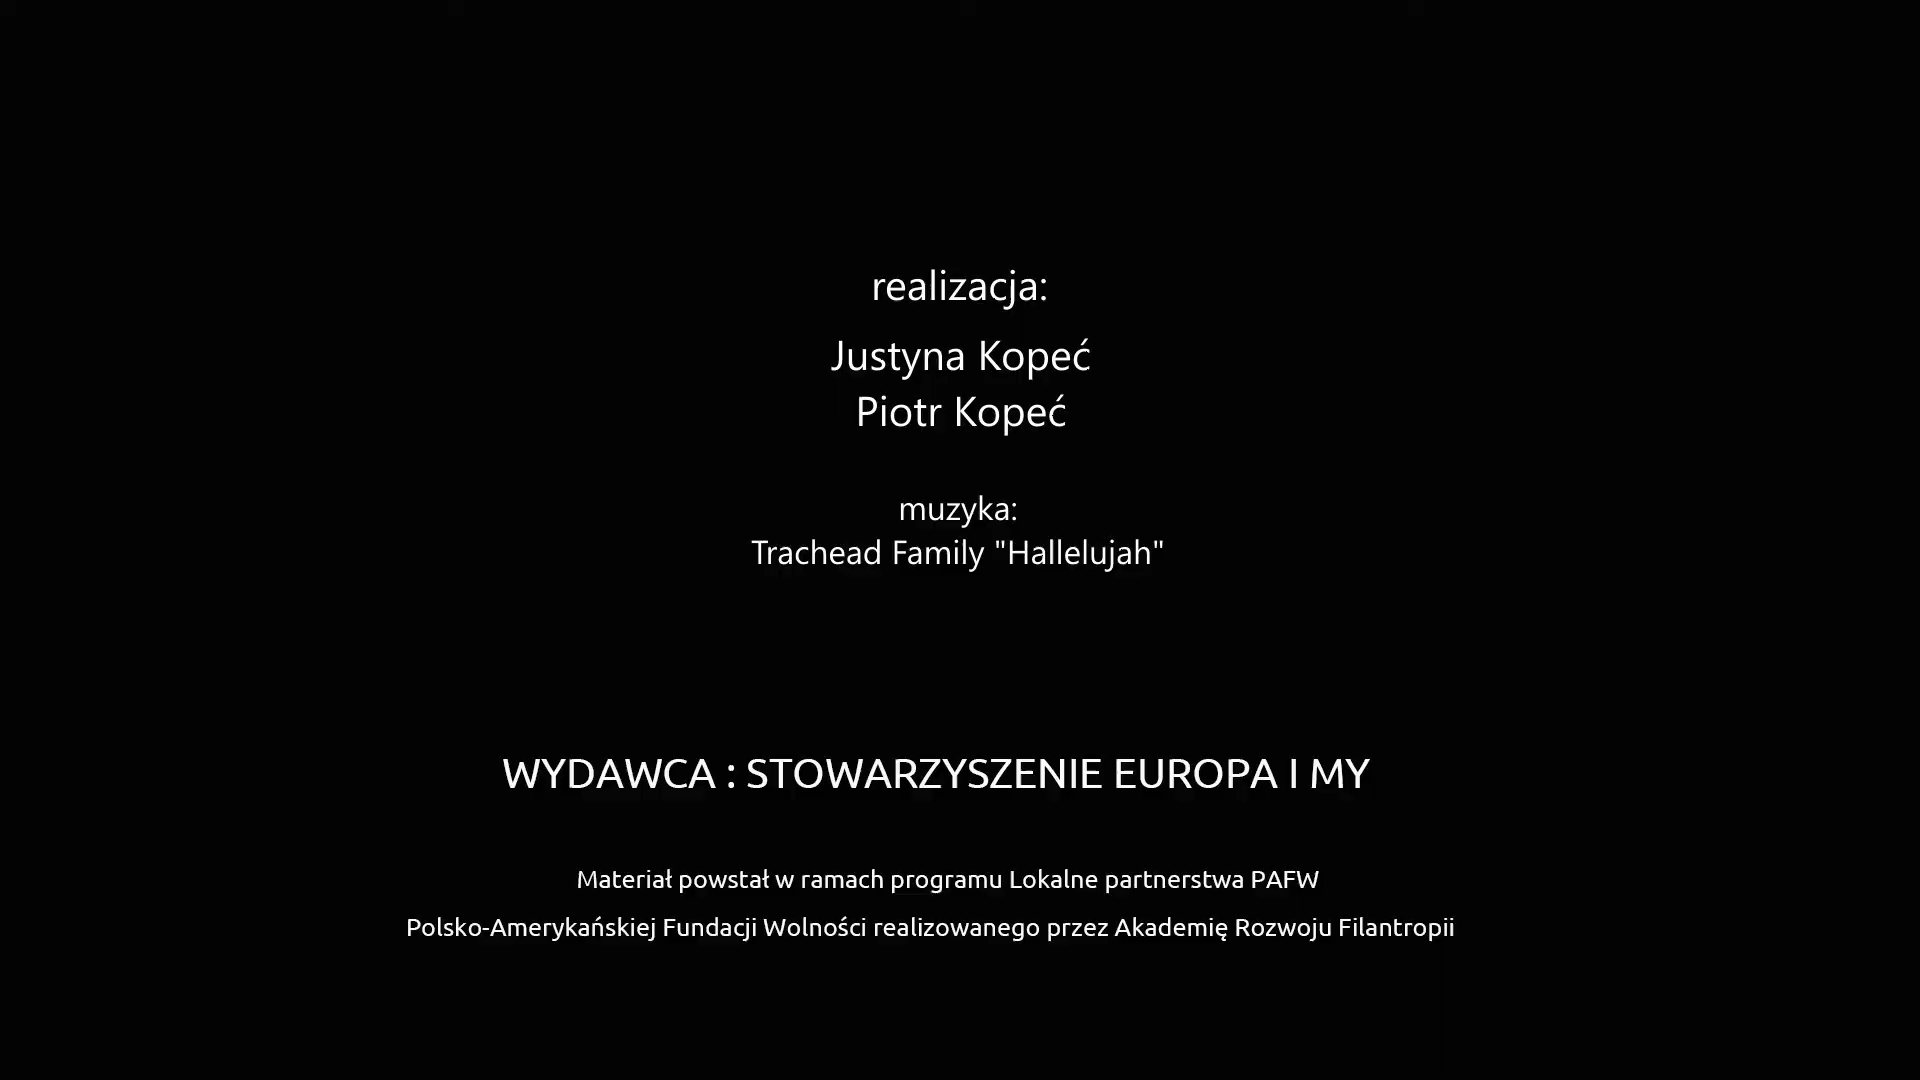 realizacja:
Justyna Kopeć
Piotr Kopeć
muzyka:
Trachead Family "Hallelujah"
WYDAWCA : STOWARZYSZENIE EUROPA I MY
Materiał powstał w ramach programu Lokalne partnerstwa PAFW
Polsko-Amerykańskiej Fundacji Wolności realizowanego przez Akademię Rozwoju Filantropii